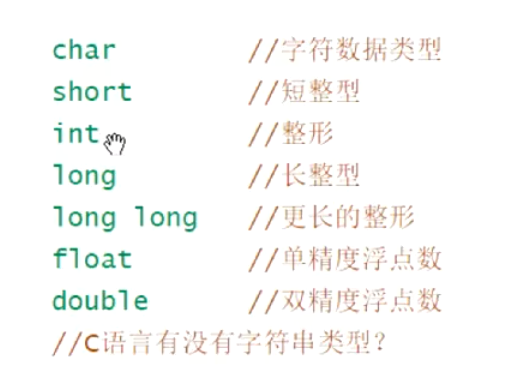 char //字符数据类型
short //短整型
int //整形
long //长整型
long long //更长的整形
float //单精度浮点数
double //双精度浮点数
//C语言有没有字符串类型？